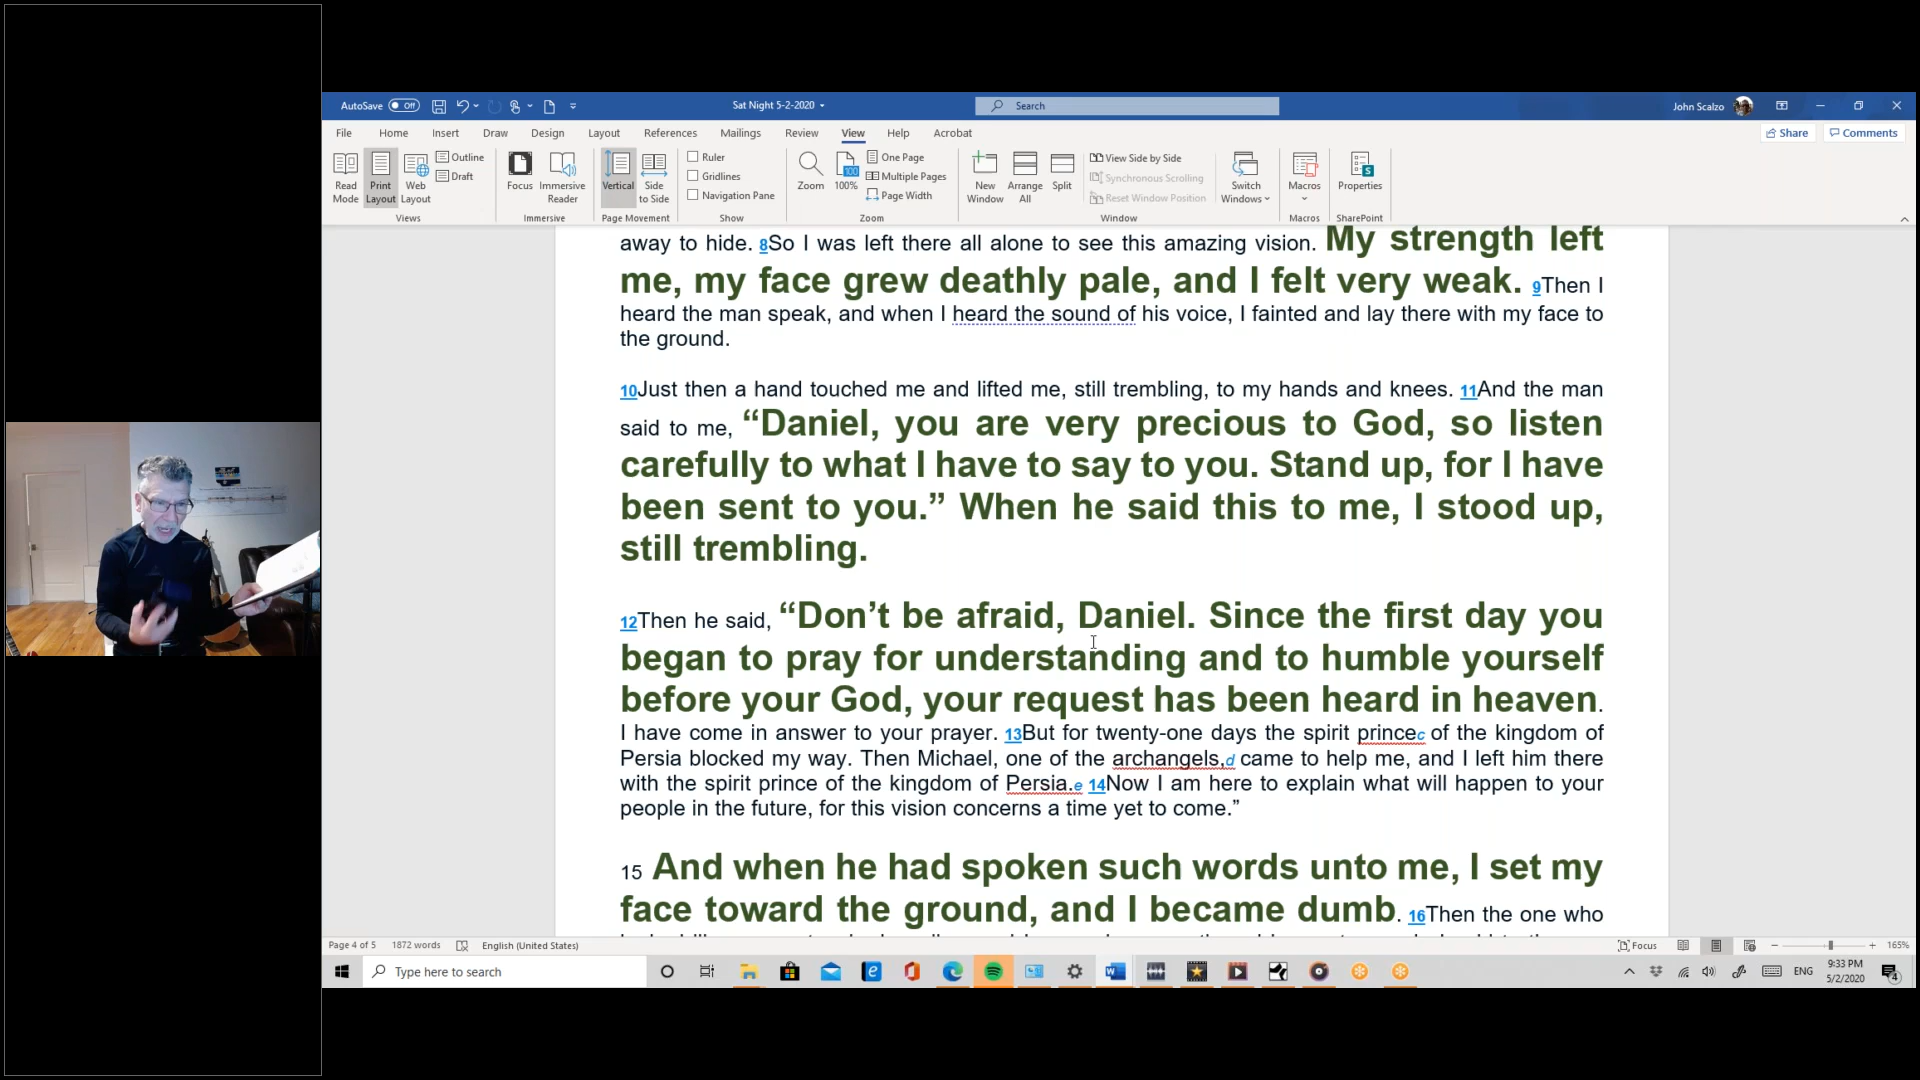 AutoSave Off Sat Night 5-2-2020 Search John Scalzo
File Home Insert Draw Design Layout References Mailings Review View Help Acrobat Share Comments
Read Mode
Print Layout
Web Layout
Outline
Draft
Views
Focus
Immersive Reader
Immersive
Vertical
Side to Side
Page Movement
Ruler
Gridlines
Navigation Pane
Show
Zoom
100
100%
One Page
Multiple Pages
Page Width
Zoom
New Window
Arrange All
Split
View Side by Side
Synchronous Scrolling
Reset Window Position
Window
Switch Windows
Macros
Macros
Properties
SharePoint
away to hide. 8So I was left there all alone to see this amazing vision. My strength left
me, my face grew deathly pale, and I felt very weak. 9Then I
heard the man speak, and when I heard the sound of his voice, I fainted and lay there with my face to
the ground.
10Just then a hand touched me and lifted me, still trembling, to my hands and knees. 11And the man
said to me, “Daniel, you are very precious to God, so listen
carefully to what I have to say to you. Stand up, for I have
been sent to you.” When he said this to me, I stood up,
still trembling.
12Then he said, “Don’t be afraid, Daniel. Since the first day you
began to pray for understanding and to humble yourself
before your God, your request has been heard in heaven.
I have come in answer to your prayer. 13But for twenty-one days the spirit princec of the kingdom of
Persia blocked my way. Then Michael, one of the archangels,d came to help me, and I left him there
with the spirit prince of the kingdom of Persia.e 14Now I am here to explain what will happen to your
people in the future, for this vision concerns a time yet to come.”
15 And when he had spoken such words unto me, I set my
face toward the ground, and I became dumb. 16Then the one who
Page 4 of 5 1872 words English (United States) Focus 165%
Type here to search ENG 9:33 PM
5/2/2020
4